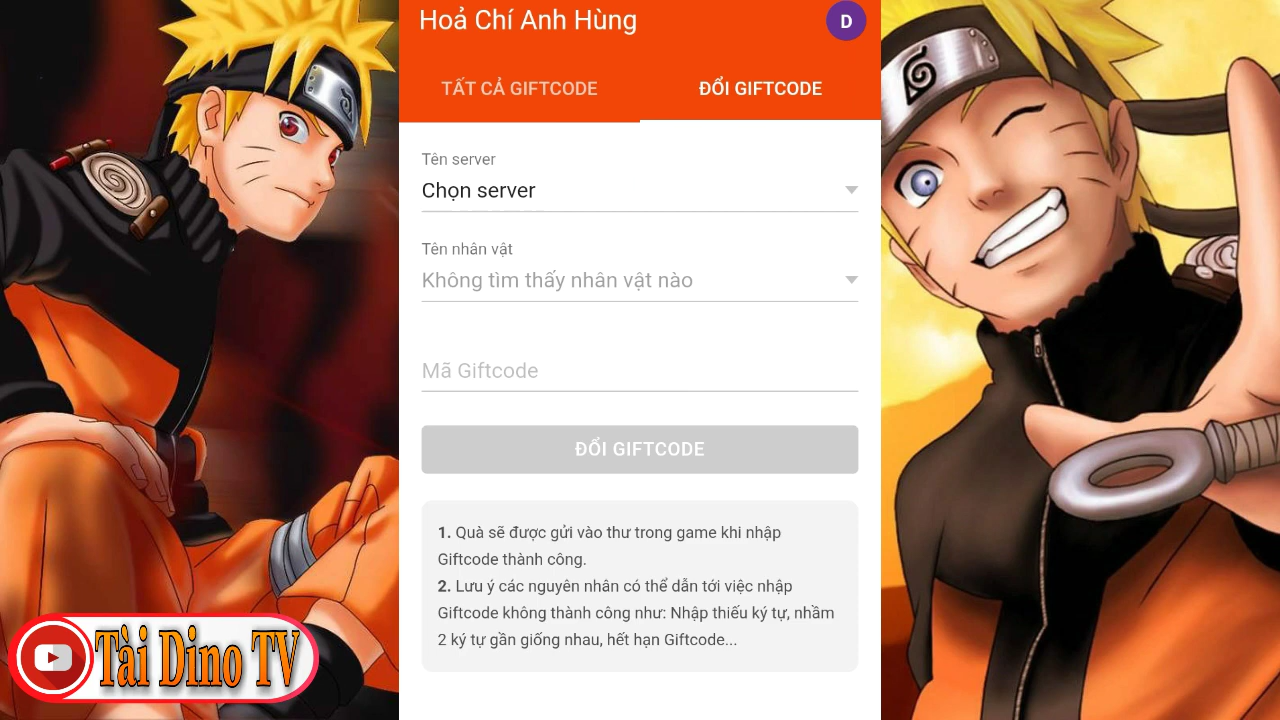 Hoả Chí Anh Hùng
D
TẤT CẢ GIFTCODE
ĐỔI GIFTCODE
Tên server
Chọn server
Tên nhân vật
Không tìm thấy nhân vật nào
Mã Giftcode
ĐỔI GIFTCODE
1. Quà sẽ được gửi vào thư trong game khi nhập
Giftcode thành công.
2. Lưu ý các nguyên nhân có thể dẫn tới việc nhập
Giftcode không thành công như: Nhập thiếu ký tự, nhầm
2 ký tự gần giống nhau, hết hạn Giftcode...
Tài Dino TV